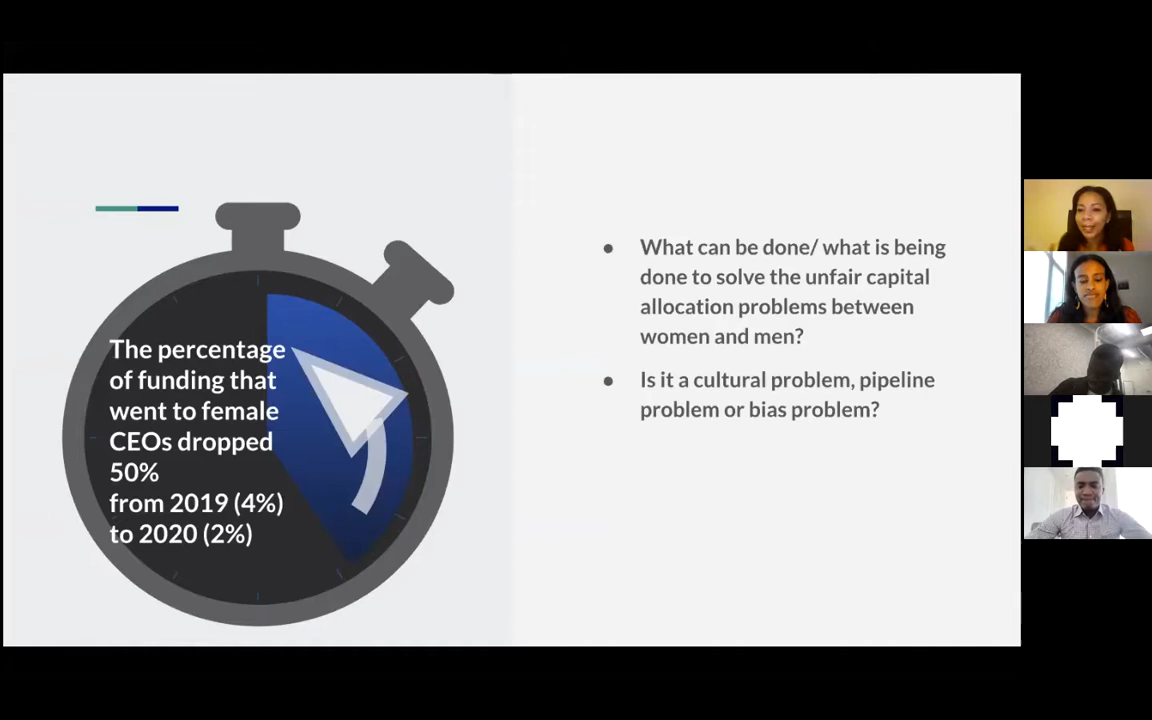 The percentage
of funding that
went to female
CEOs dropped
50%
from 2019 (4%)
to 2020 (2%)
● What can be done/ what is being
done to solve the unfair capital
allocation problems between
women and men?
● Is it a cultural problem, pipeline
problem or bias problem?